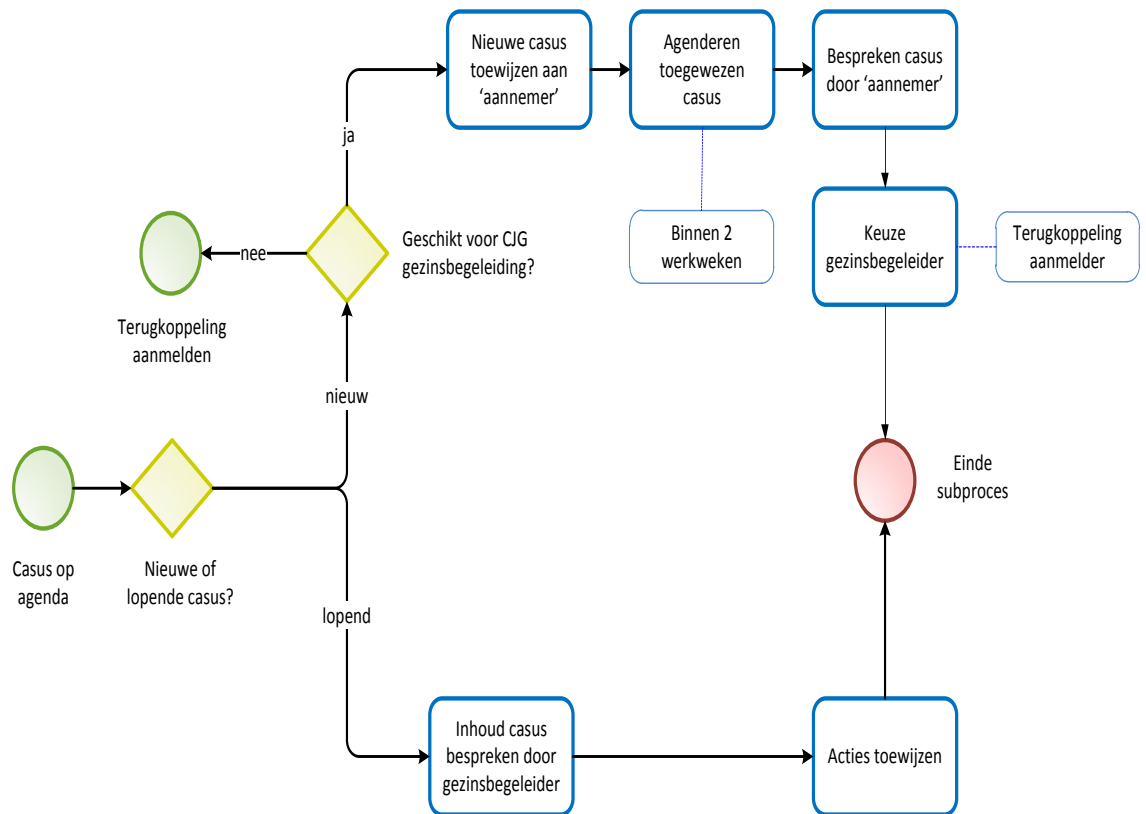 Nieuwe casus
toewijzen aan
‘aannemer’
Agenderen
toegewezen
casus
Bespreken casus
door ‘aannemer’
ja
Binnen 2
werkweken
Keuze
gezinsbegeleider
Terugkoppeling
aanmelder
nee
Geschikt voor CJG
gezinsbegeleiding?
Terugkoppeling
aanmelden
nieuw
Einde
subproces
Casus op
agenda
Nieuwe of
lopende casus?
lopend
Inhoud casus
bespreken door
gezinsbegeleider
Acties toewijzen